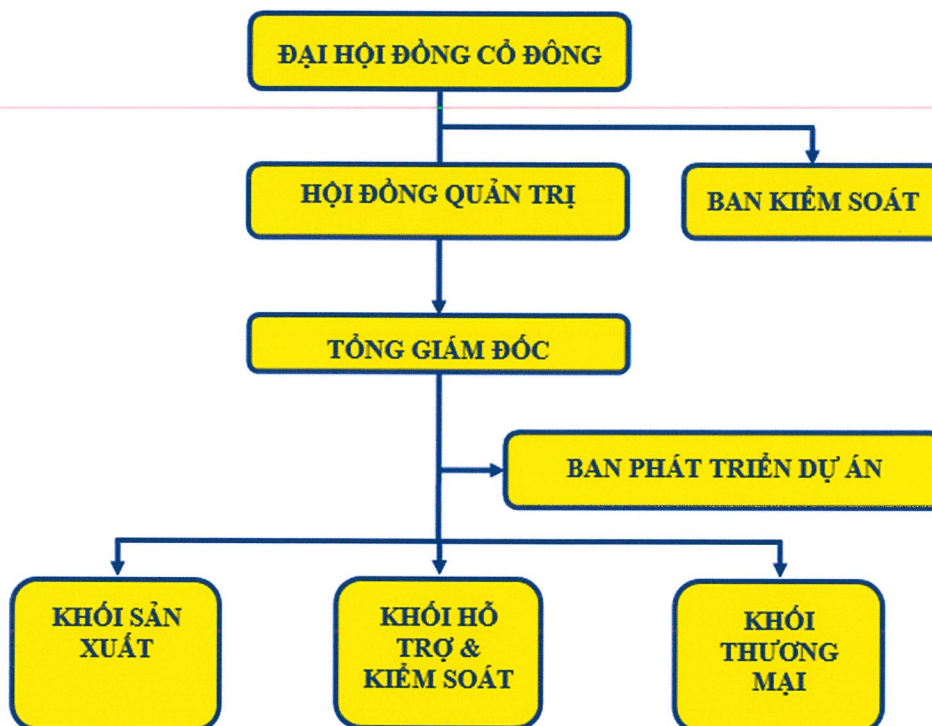 ĐẠI HỘI ĐỒNG CỔ ĐÔNG
HỘI ĐỒNG QUẢN TRỊ
BAN KIỂM SOÁT
TỔNG GIÁM ĐỐC
BAN PHÁT TRIỂN DỰ ÁN
KHỐI SẢN
XUẤT
KHỐI HỖ
TRỢ &
KIỂM SOÁT
KHỐI
THƯƠNG
MẠI